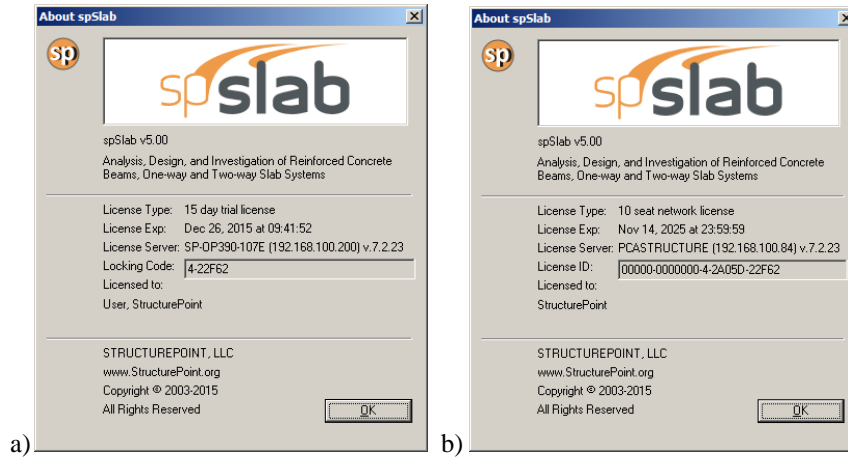 About spSlab
sp
spslab
spSlab v5.00
Analysis, Design, and Investigation of Reinforced Concrete
Beams, One-way and Two-way Slab Systems
License Type: 15 day trial license
License Exp: Dec 26, 2015 at 09:41:52
License Server: SP-OP390-107E (192.168.100.200) v.7.2.23
Locking Code: 4-22F62
Licensed to:
User, StructurePoint
STRUCTUREPOINT, LLC
www.StructurePoint.org
Copyright © 2003-2015
All Rights Reserved
OK
a)
About spSlab
sp
spslab
spSlab v5.00
Analysis, Design, and Investigation of Reinforced Concrete
Beams, One-way and Two-way Slab Systems
License Type: 10 seat network license
License Exp: Nov 14, 2025 at 23:59:59
License Server: PCASTRUCTURE (192.168.100.84) v.7.2.23
License ID: 00000-0000000-4-2A05D-22F62
Licensed to:
StructurePoint
STRUCTUREPOINT, LLC
www.StructurePoint.org
Copyright © 2003-2015
All Rights Reserved
OK
b)